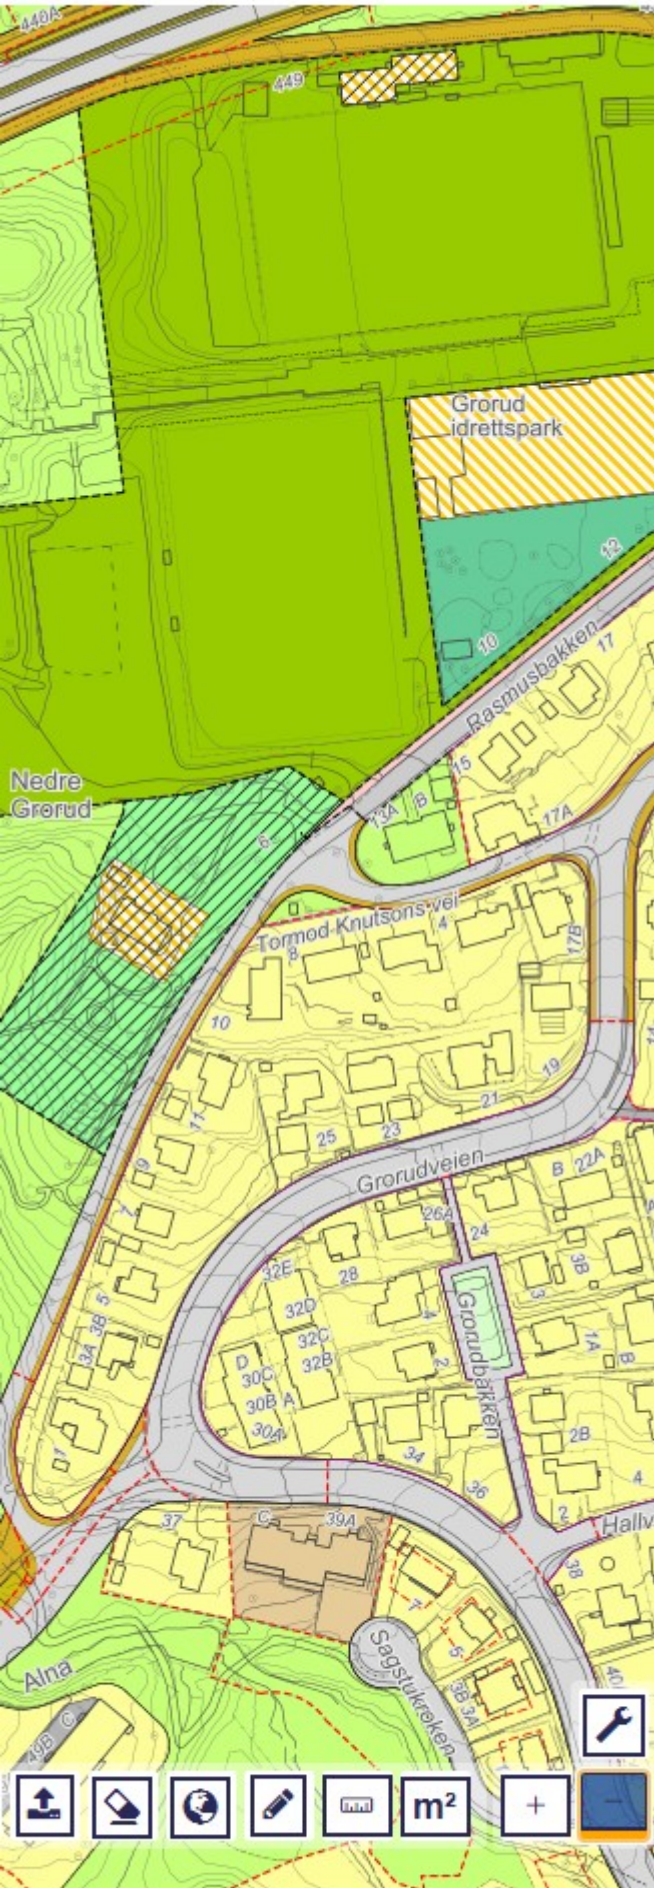 440A
449
Grorud
idrettspark
12
10
Rasmusbakken
17
Nedre
Grorud
15
13A
B
17A
6
Tormod Knutsons vei
4
8
17B
10
19
11
21
25
23
14
9
Grorudveien
B
22A
7
26A
24
32E
28
3B
5
32D
4
3
3B
32C
1A
3A
D
32B
2
B
30C
Grorudbakken
30B
A
30A
34
2B
1
36
4
2
37
C
39A
Hallv
38
7
Sagstukroken
5
Alna
3B
3A
C
49B
1
m²
+
−